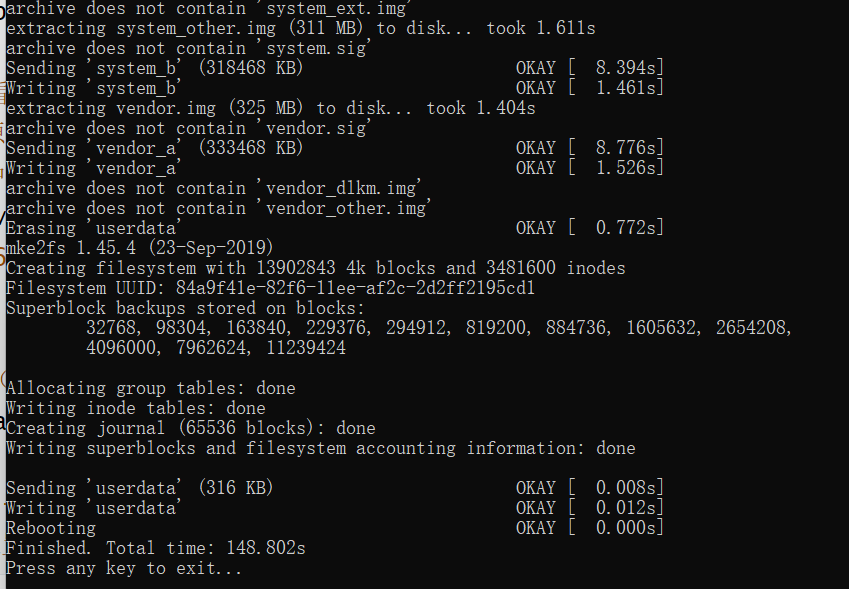 archive does not contain 'system_ext.img'
extracting system_other.img (311 MB) to disk... took 1.611s
archive does not contain 'system.sig'
Sending 'system_b' (318468 KB)                     OKAY [  8.394s]
Writing 'system_b'                                 OKAY [  1.461s]
extracting vendor.img (325 MB) to disk... took 1.404s
archive does not contain 'vendor.sig'
Sending 'vendor_a' (333468 KB)                     OKAY [  8.776s]
Writing 'vendor_a'                                 OKAY [  1.526s]
archive does not contain 'vendor_dlkm.img'
archive does not contain 'vendor_other.img'
Erasing 'userdata'                                 OKAY [  0.772s]
mke2fs 1.45.4 (23-Sep-2019)
Creating filesystem with 13902843 4k blocks and 3481600 inodes
Filesystem UUID: 84a9f41e-82f6-11ee-af2c-2d2ff2195cd1
Superblock backups stored on blocks:
        32768, 98304, 163840, 229376, 294912, 819200, 884736, 1605632, 2654208,
        4096000, 7962624, 11239424
Allocating group tables: done
Writing inode tables: done
Creating journal (65536 blocks): done
Writing superblocks and filesystem accounting information: done
Sending 'userdata' (316 KB)                        OKAY [  0.008s]
Writing 'userdata'                                 OKAY [  0.012s]
Rebooting                                          OKAY [  0.000s]
Finished. Total time: 148.802s
Press any key to exit...